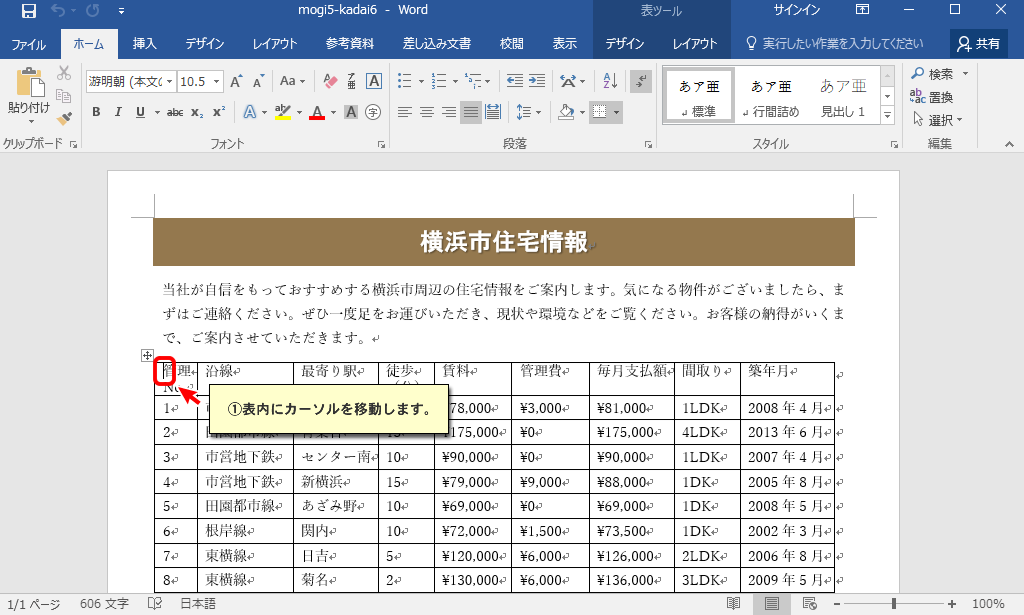 mogi5-kadai6 - Word
表ツール
サインイン
ファイル ホーム 挿入 デザイン レイアウト 参考資料 差し込み文書 校閲 表示 デザイン レイアウト 実行したい作業を入力してください 共有
貼り付け
游明朝 (本文の 10.5
あア亜 標準
あア亜 行間詰め
あア亜 見出し 1
検索
置換
選択
クリップボード フォント 段落 スタイル 編集
横浜市住宅情報
当社が自信をもっておすすめする横浜市周辺の住宅情報をご案内します。気になる物件がございましたら、ま
ずはご連絡ください。ぜひ一度足をお運びいただき、現状や環境などをご覧ください。お客様の納得がいくま
で、ご案内させていただきます。
管理 沿線 最寄り駅 徒歩 賃料 管理費 毎月支払額 間取り 築年月
①表内にカーソルを移動します。
1 78,000 ¥3,000 ¥81,000 1LDK 2008 年 4 月
2 175,000 ¥0 ¥175,000 4LDK 2013 年 6 月
3 市営地下鉄 センター南 10 ¥90,000 ¥0 ¥90,000 1LDK 2007 年 4 月
4 市営地下鉄 新横浜 15 ¥79,000 ¥9,000 ¥88,000 1DK 2005 年 8 月
5 田園都市線 あざみ野 10 ¥69,000 ¥0 ¥69,000 1DK 2008 年 5 月
6 根岸線 関内 10 ¥72,000 ¥1,500 ¥73,500 1DK 2002 年 3 月
7 東横線 日吉 5 ¥120,000 ¥6,000 ¥126,000 2LDK 2006 年 8 月
8 東横線 菊名 2 ¥130,000 ¥6,000 ¥136,000 3LDK 2009 年 5 月
1/1 ページ 606 文字 日本語 100%